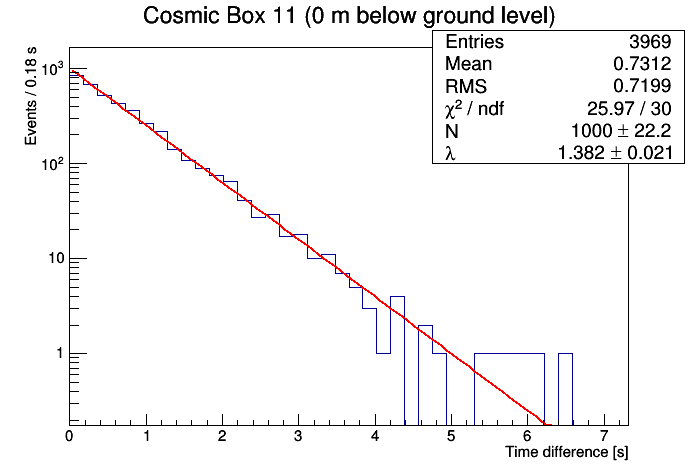 Cosmic Box 11 (0 m below ground level)
Entries 3969
Mean 0.7312
RMS 0.7199
χ² / ndf 25.97 / 30
N 1000 ± 22.2
λ 1.382 ± 0.021
Events / 0.18 s
10³
10²
10
1
0 1 2 3 4 5 6 7
Time difference [s]